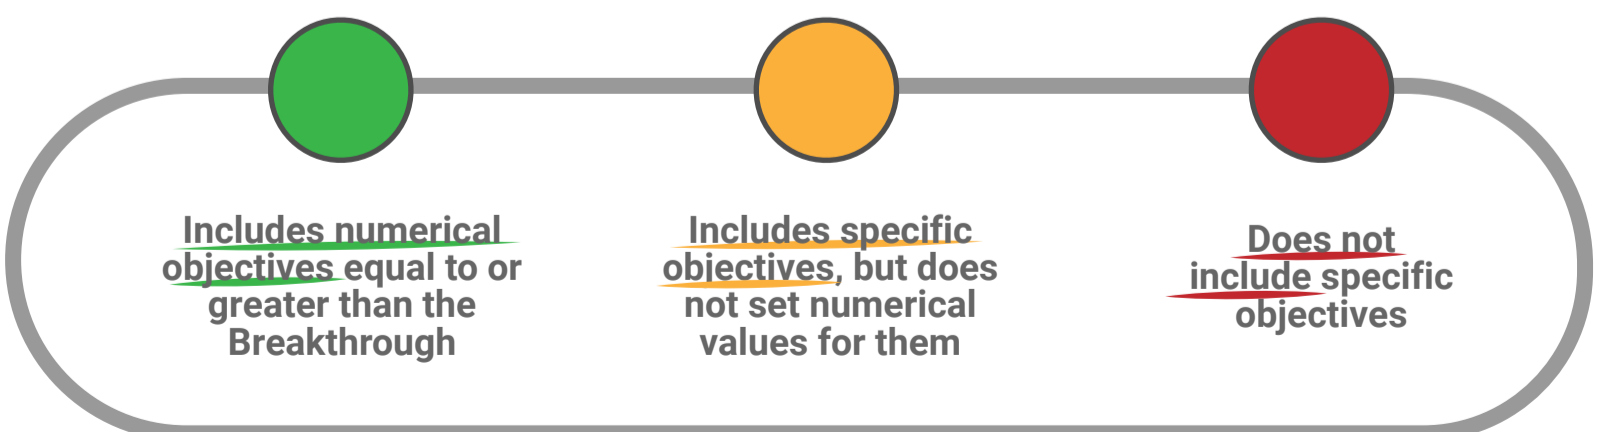 Includes numerical
objectives equal to or
greater than the
Breakthrough
Includes specific
objectives, but does
not set numerical
values for them
Does not
include specific
objectives